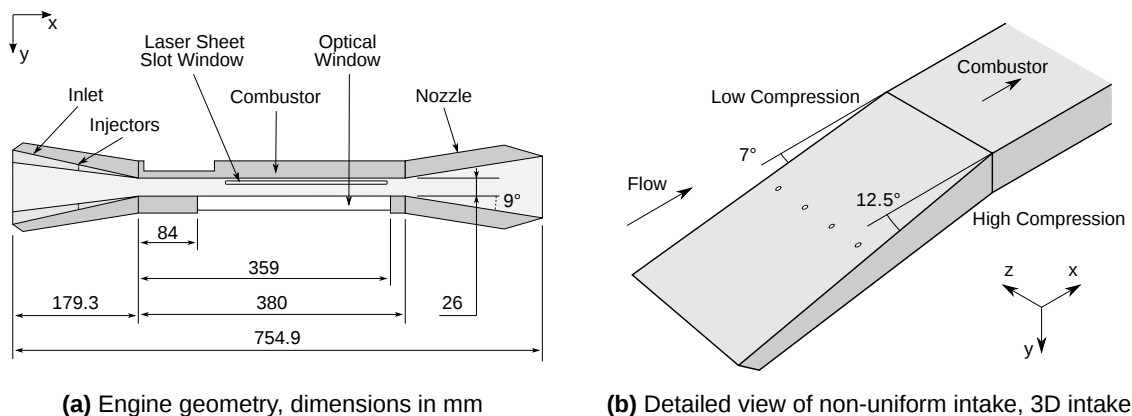 x
y
Laser Sheet
Slot Window
Optical
Window
Inlet
Injectors
Combustor
Nozzle
9°
84
359
179.3
380
26
754.9
(a) Engine geometry, dimensions in mm
Combustor
Low Compression
7°
Flow
12.5°
High Compression
z
x
y
(b) Detailed view of non-uniform intake, 3D intake